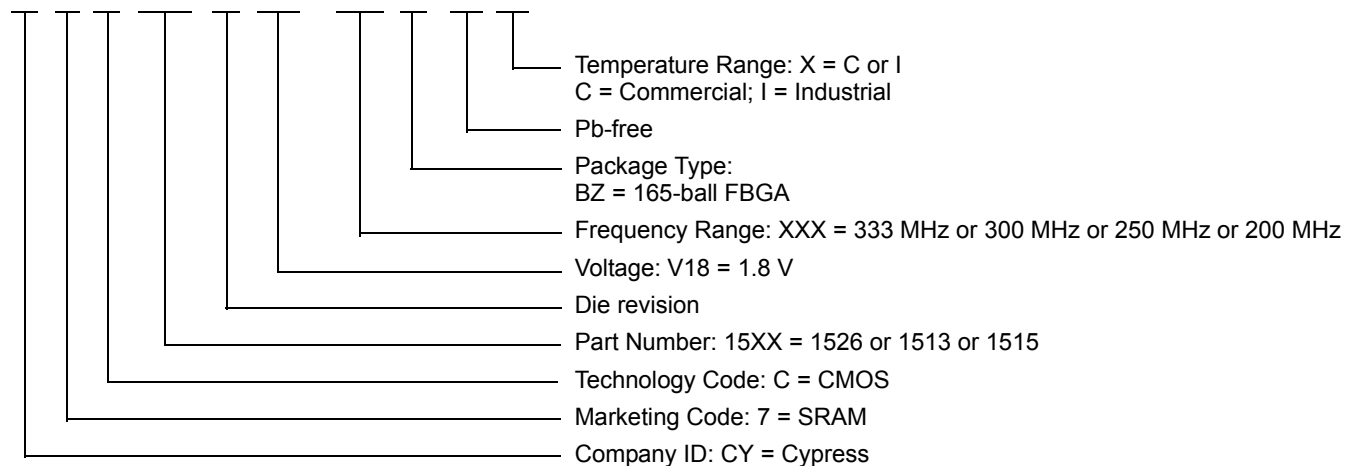 Temperature Range: X = C or I
C = Commercial; I = Industrial
Pb-free
Package Type:
BZ = 165-ball FBGA
Frequency Range: XXX = 333 MHz or 300 MHz or 250 MHz or 200 MHz
Voltage: V18 = 1.8 V
Die revision
Part Number: 15XX = 1526 or 1513 or 1515
Technology Code: C = CMOS
Marketing Code: 7 = SRAM
Company ID: CY = Cypress